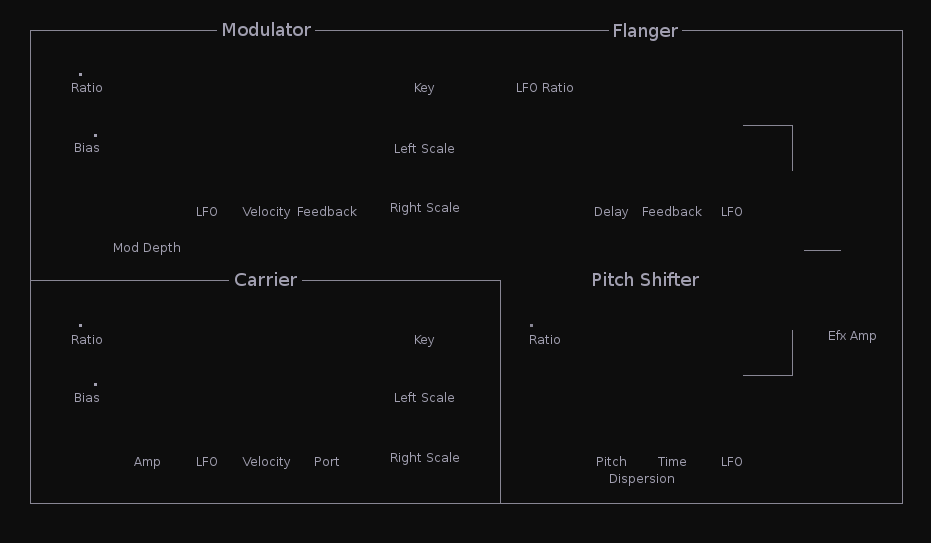 Modulator
Flanger
Ratio
Key
LFO Ratio
Bias
Left Scale
Right Scale
LFO
Velocity
Feedback
Delay
Feedback
LFO
Mod Depth
Carrier
Pitch Shifter
Ratio
Key
Ratio
Efx Amp
Bias
Left Scale
Right Scale
Amp
LFO
Velocity
Port
Pitch
Time
LFO
Dispersion